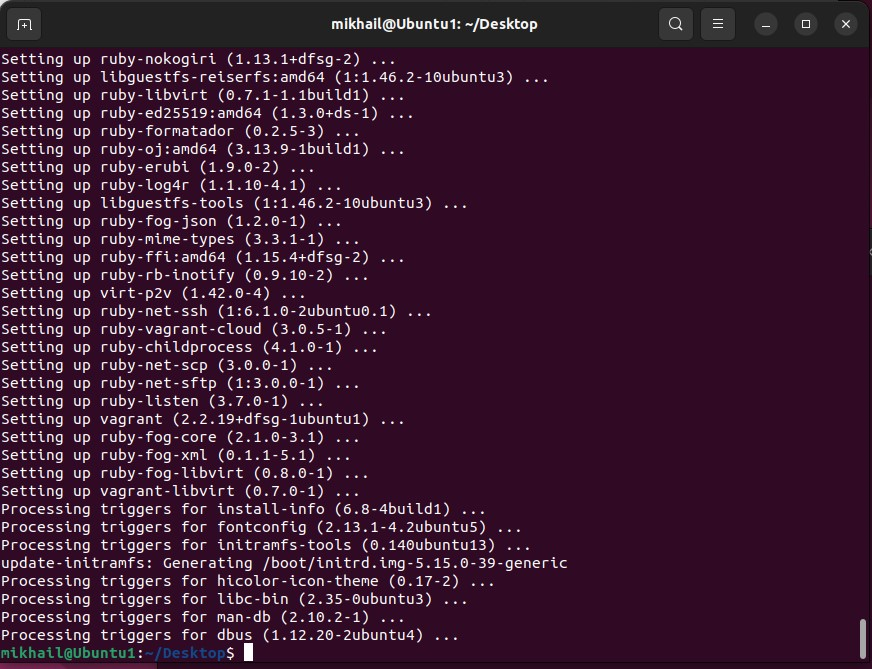 mikhail@Ubuntu1: ~/Desktop
Setting up ruby-nokogiri (1.13.1+dfsg-2) ...
Setting up libguestfs-reiserfs:amd64 (1:1.46.2-10ubuntu3) ...
Setting up ruby-libvirt (0.7.1-1.1build1) ...
Setting up ruby-ed25519:amd64 (1.3.0+ds-1) ...
Setting up ruby-formatador (0.2.5-3) ...
Setting up ruby-oj:amd64 (3.13.9-1build1) ...
Setting up ruby-erubi (1.9.0-2) ...
Setting up ruby-log4r (1.1.10-4.1) ...
Setting up libguestfs-tools (1:1.46.2-10ubuntu3) ...
Setting up ruby-fog-json (1.2.0-1) ...
Setting up ruby-mime-types (3.3.1-1) ...
Setting up ruby-ffi:amd64 (1.15.4+dfsg-2) ...
Setting up ruby-rb-inotify (0.9.10-2) ...
Setting up virt-p2v (1.42.0-4) ...
Setting up ruby-net-ssh (1:6.1.0-2ubuntu0.1) ...
Setting up ruby-vagrant-cloud (3.0.5-1) ...
Setting up ruby-childprocess (4.1.0-1) ...
Setting up ruby-net-scp (3.0.0-1) ...
Setting up ruby-net-sftp (1:3.0.0-1) ...
Setting up ruby-listen (3.7.0-1) ...
Setting up vagrant (2.2.19+dfsg-1ubuntu1) ...
Setting up ruby-fog-core (2.1.0-3.1) ...
Setting up ruby-fog-xml (0.1.1-5.1) ...
Setting up ruby-fog-libvirt (0.8.0-1) ...
Setting up vagrant-libvirt (0.7.0-1) ...
Processing triggers for install-info (6.8-4build1) ...
Processing triggers for fontconfig (2.13.1-4.2ubuntu5) ...
Processing triggers for initramfs-tools (0.140ubuntu13) ...
update-initramfs: Generating /boot/initrd.img-5.15.0-39-generic
Processing triggers for hicolor-icon-theme (0.17-2) ...
Processing triggers for libc-bin (2.35-0ubuntu3) ...
Processing triggers for man-db (2.10.2-1) ...
Processing triggers for dbus (1.12.20-2ubuntu4) ...
mikhail@Ubuntu1:~/Desktop$